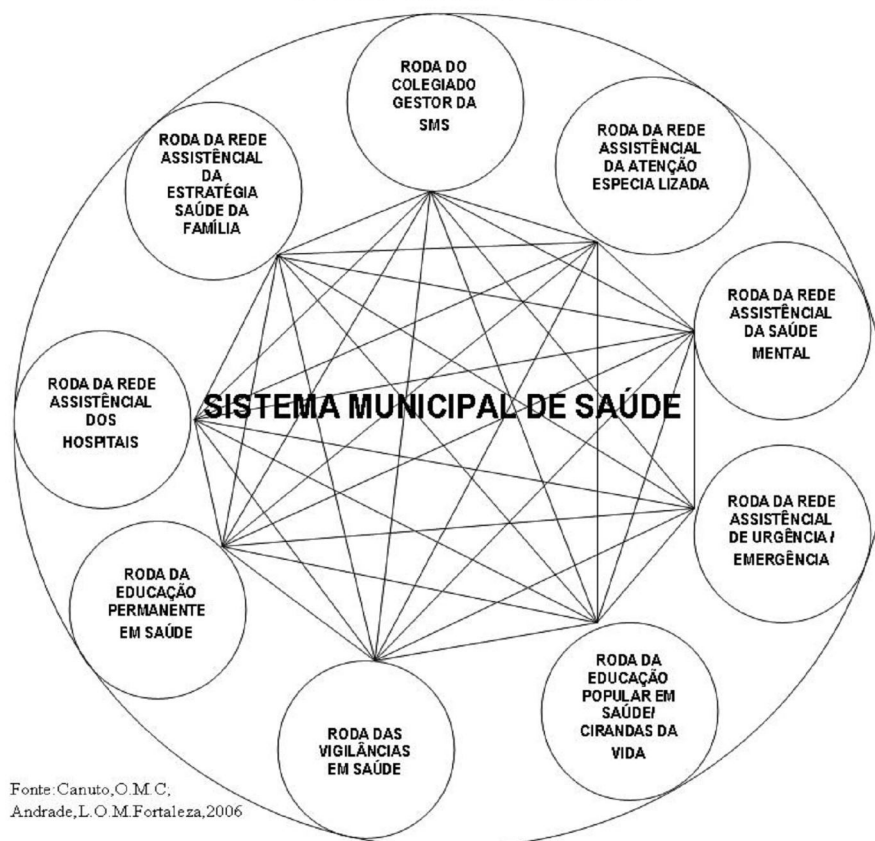 RODA DO
COLEGIADO
GESTOR DA
SMS
RODA DA REDE
ASSISTÊNCIAL
DA
ESTRATÉGIA
SAÚDE DA
FAMÍLIA
RODA DA REDE
ASSISTÊNCIAL
DA ATENÇÃO
ESPECIA LIZADA
RODA DA REDE
ASSISTÊNCIAL
DA SAÚDE
MENTAL
RODA DA REDE
ASSISTÊNCIAL
DOS
HOSPITAIS
SISTEMA MUNICIPAL DE SAÚDE
RODA DA REDE
ASSISTÊNCIAL
DE URGÊNCIA /
EMERGÊNCIA
RODA DA
EDUCAÇÃO
PERMANENTE
EM SAÚDE
RODA DA
EDUCAÇÃO
POPULAR EM
SAÚDE/
CIRANDAS DA
VIDA
RODA DAS
VIGILÂNCIAS
EM SAÚDE
Fonte:Canuto,O.M.C;
Andrade,L.O.M.Fortaleza,2006